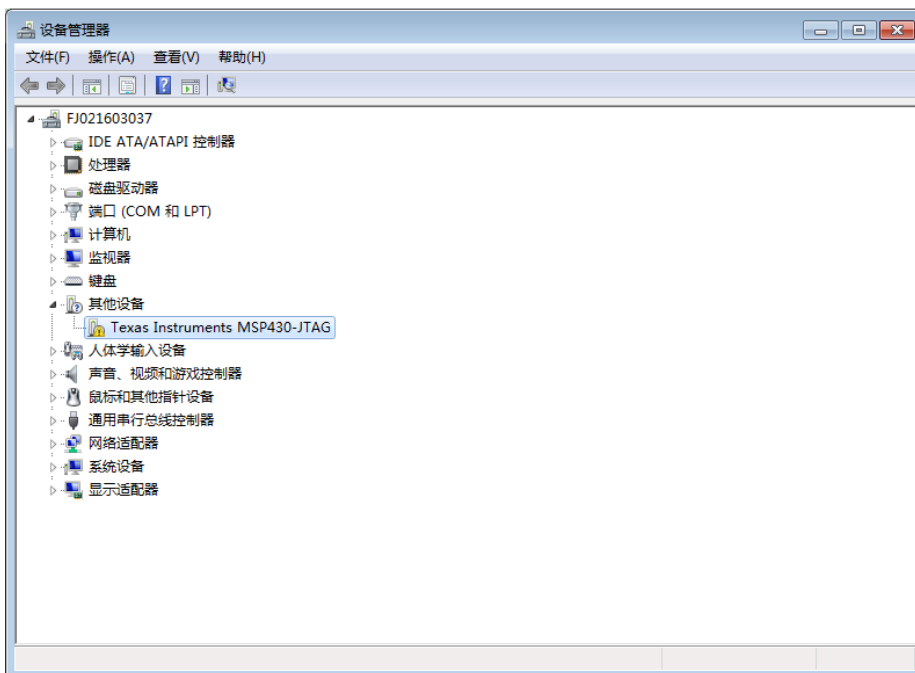 设备管理器
文件(F) 操作(A) 查看(V) 帮助(H)
FJ021603037
IDE ATA/ATAPI 控制器
处理器
磁盘驱动器
端口 (COM 和 LPT)
计算机
监视器
键盘
其他设备
Texas Instruments MSP430-JTAG
人体学输入设备
声音、视频和游戏控制器
鼠标和其他指针设备
通用串行总线控制器
网络适配器
系统设备
显示适配器